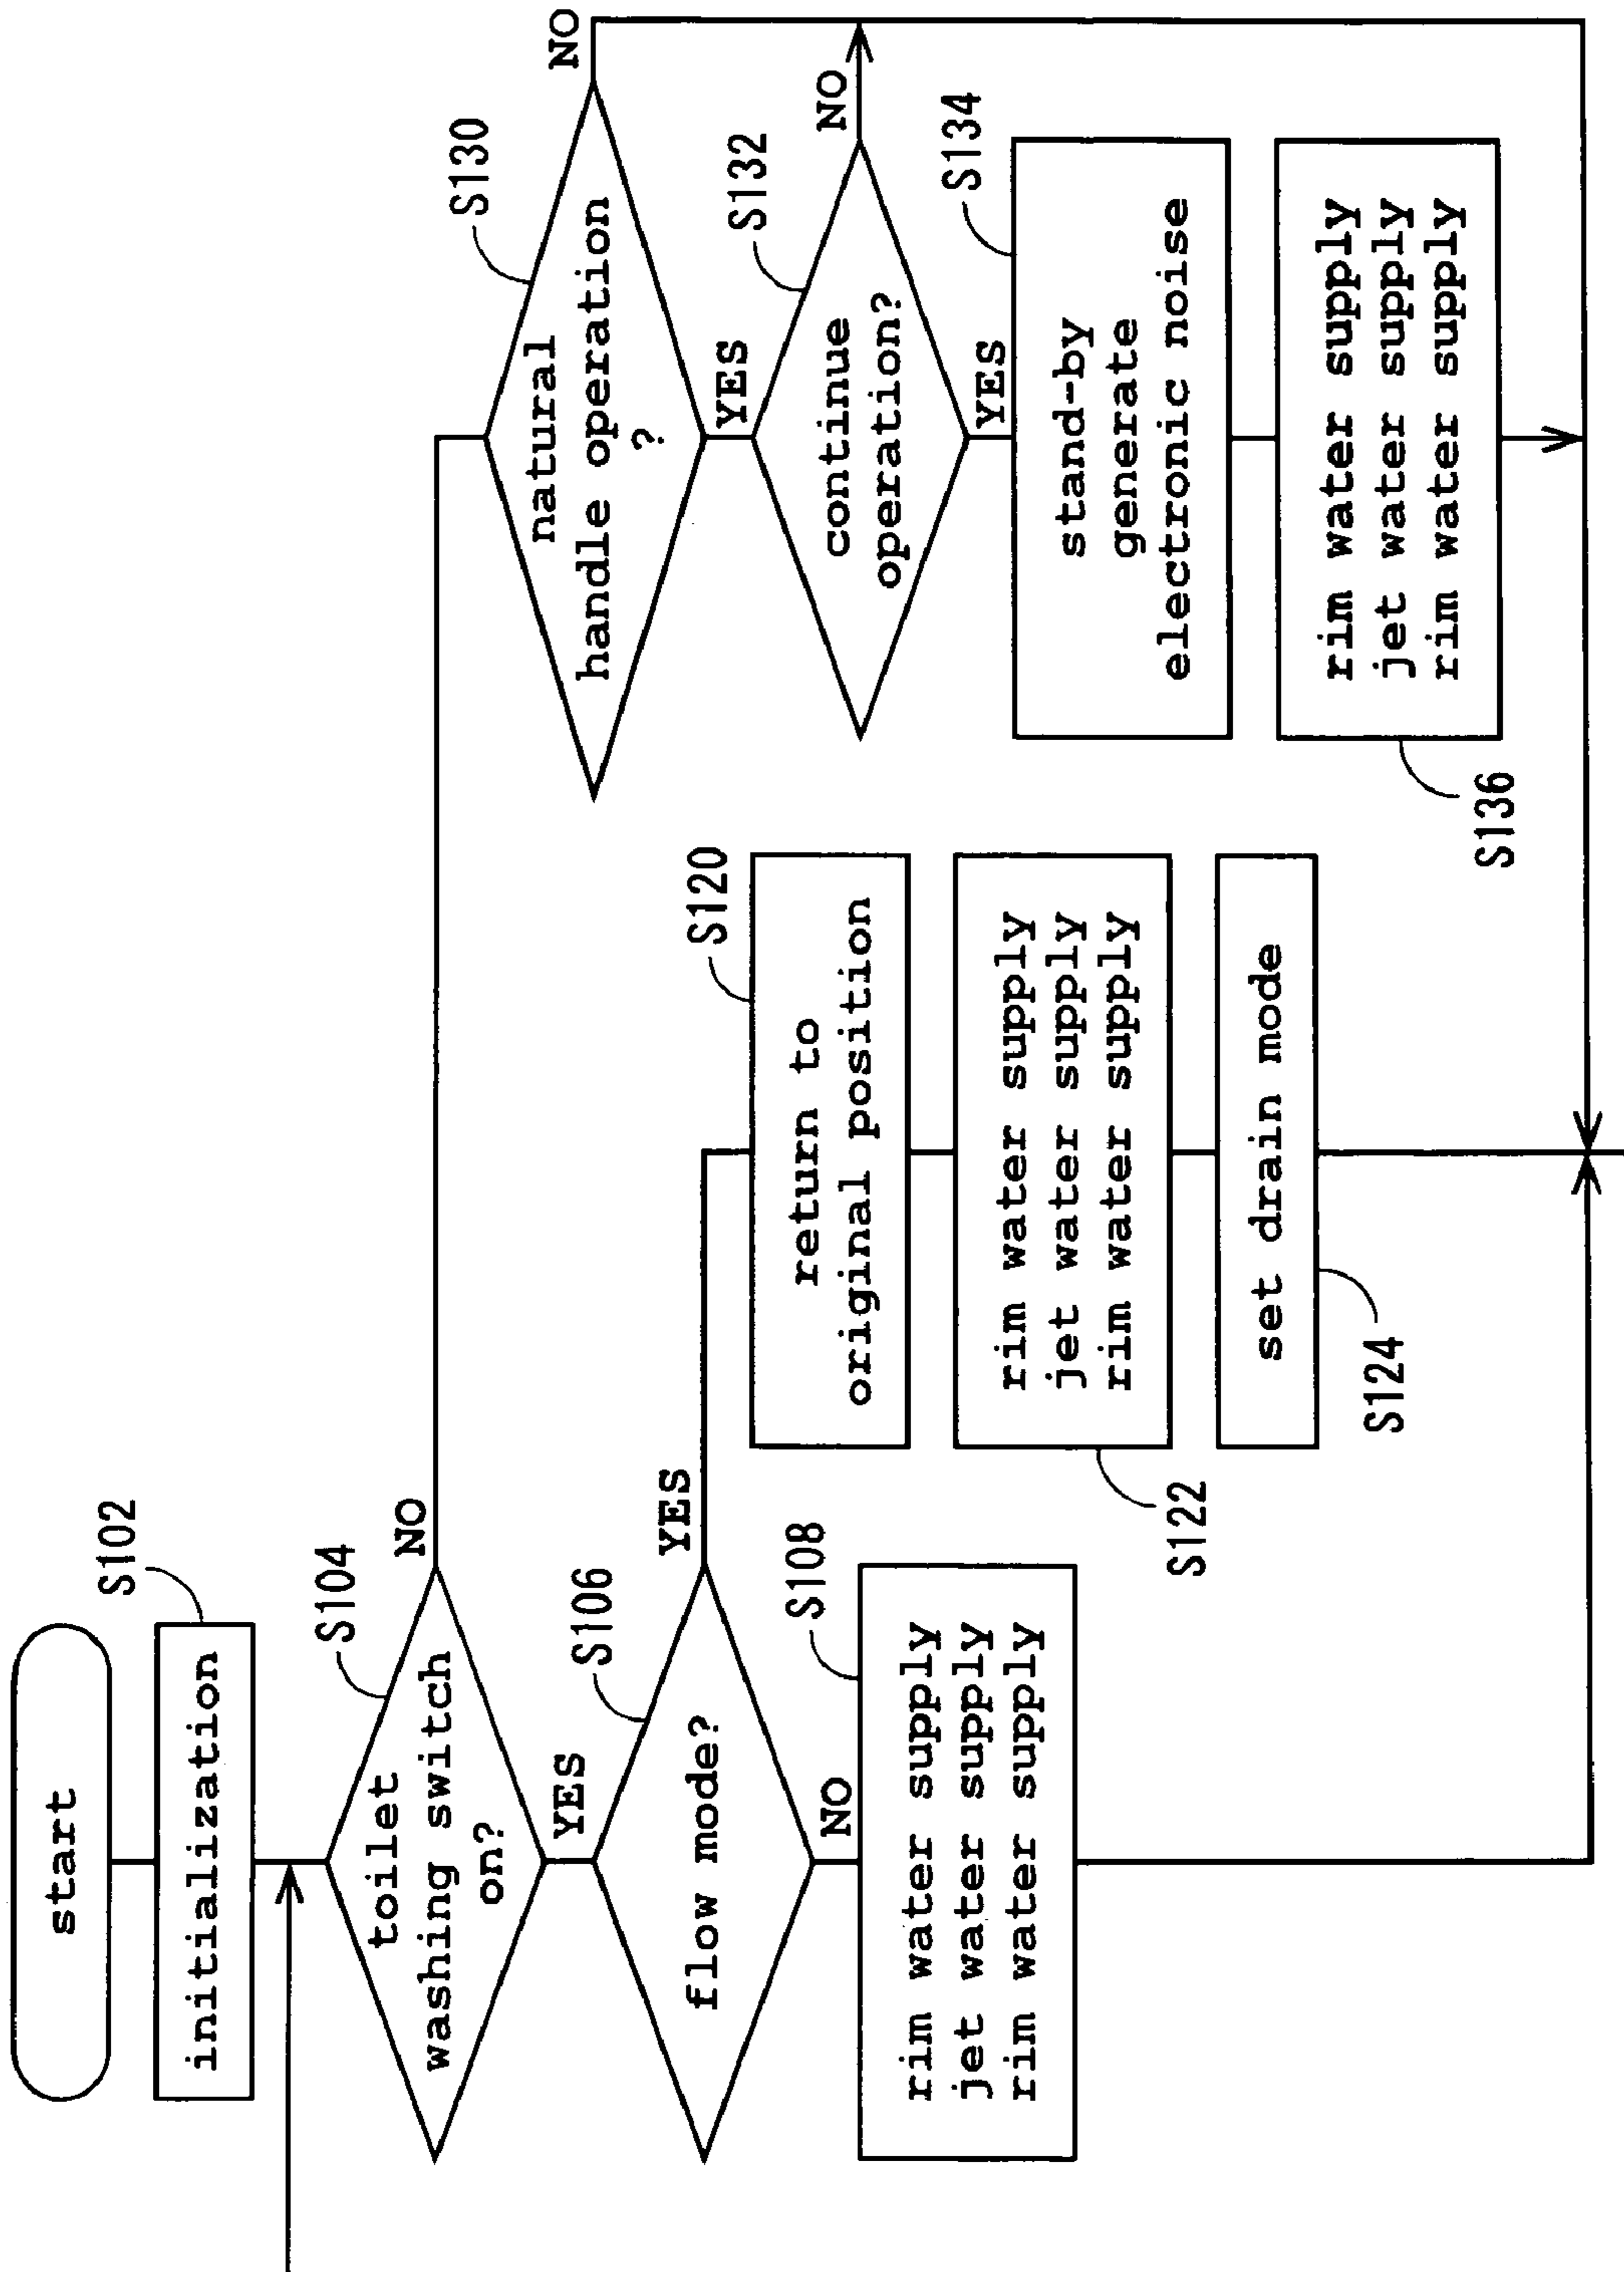 start
S102
initialization
S104
toilet
washing switch
on?
NO
YES
S106
flow mode?
YES
NO
S108
rim water supply
jet water supply
rim water supply
S120
return to
original position
S122
rim water supply
jet water supply
rim water supply
S124
set drain mode
S130
natural
handle operation
?
NO
YES
S132
continue
operation?
NO
YES
S134
stand-by
generate
electronic noise
S136
rim water supply
jet water supply
rim water supply